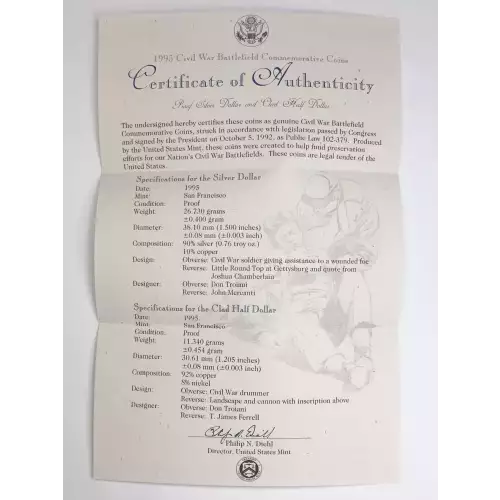 1995 Civil War Battlefield Commemorative Coins
Certificate of Authenticity
Proof Silver Dollar and Clad Half Dollar
The undersigned hereby certifies these coins as genuine Civil War Battlefield
Commemorative Coins, struck in accordance with legislation passed by Congress
and signed by the President on October 5, 1992, as Public Law 102-379. Produced
by the United States Mint, these coins were created to help fund preservation
efforts for our Nation's Civil War Battlefields. These coins are legal tender of the
United States.
Specifications for the Silver Dollar
Date: 1995
Mint: San Francisco
Condition: Proof
Weight: 26.730 grams
±0.400 gram
Diameter: 38.10 mm (1.500 inches)
±0.08 mm (±0.003 inch)
Composition: 90% silver (0.76 troy oz.)
10% copper
Design: Obverse: Civil War soldier giving assistance to a wounded foe
Reverse: Little Round Top at Gettysburg and quote from
Joshua Chamberlain
Designer: Obverse: Don Troiani
Reverse: John Mercanti
Specifications for the Clad Half Dollar
Date: 1995
Mint: San Francisco
Condition: Proof
Weight: 11.340 grams
±0.454 gram
Diameter: 30.61 mm (1.205 inches)
±0.08 mm (±0.003 inch)
Composition: 92% copper
8% nickel
Design: Obverse: Civil War drummer
Reverse: Landscape and cannon with inscription above
Designer: Obverse: Don Troiani
Reverse: T. James Ferrell
Philip N. Diehl
Philip N. Diehl
Director, United States Mint